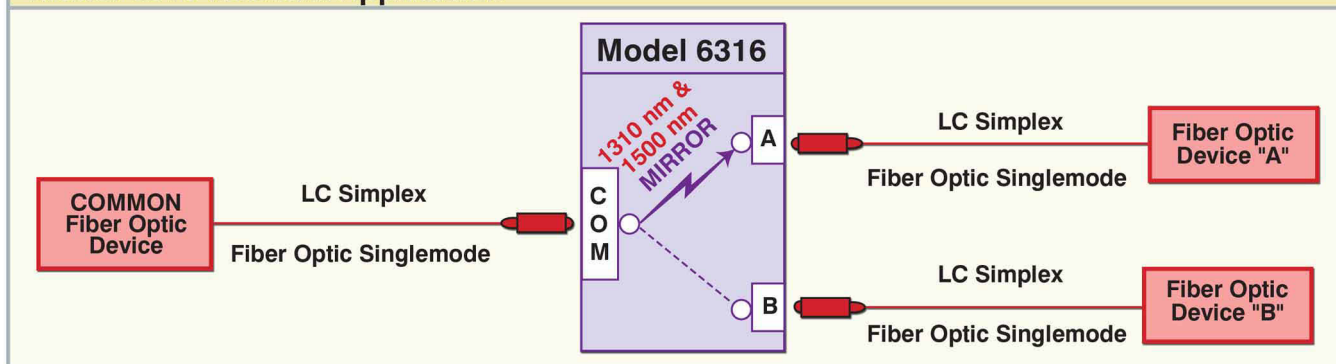 Model 6316
1310 nm &
1500 nm
MIRROR
A
LC Simplex
Fiber Optic Singlemode
Fiber Optic
Device "A"
COMMON
Fiber Optic
Device
LC Simplex
Fiber Optic Singlemode
C
O
M
B
LC Simplex
Fiber Optic Singlemode
Fiber Optic
Device "B"